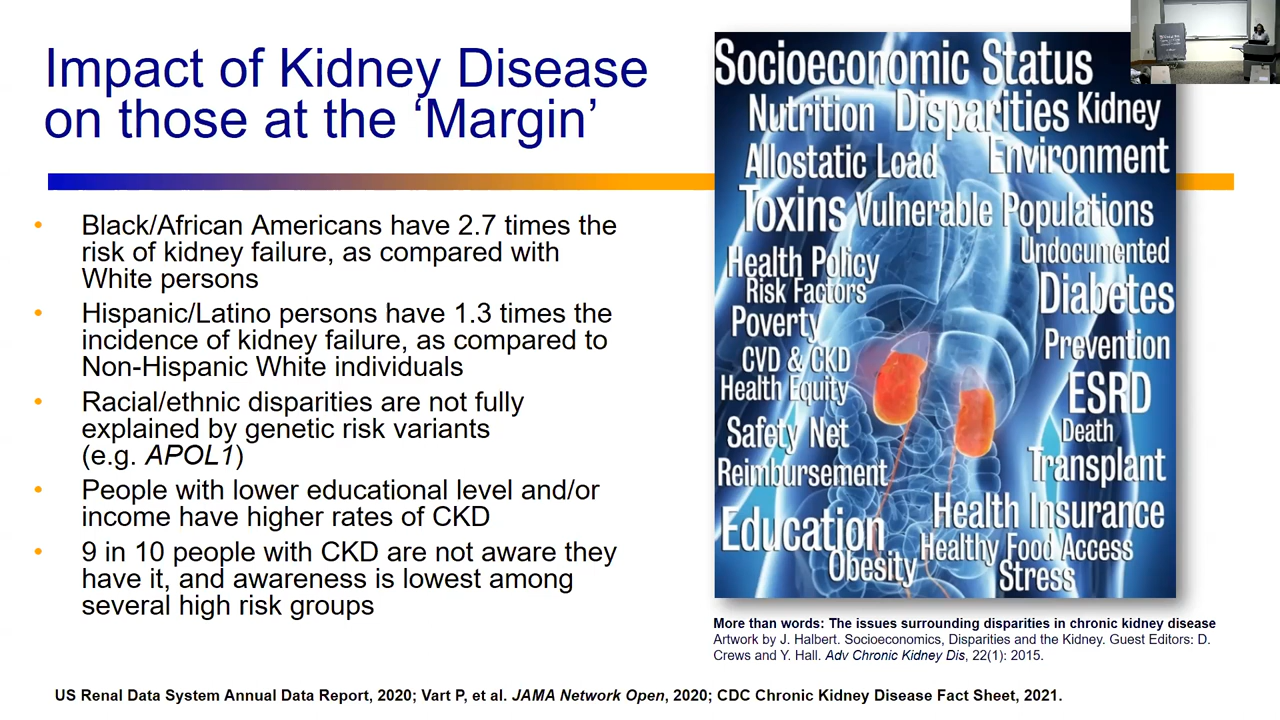 Impact of Kidney Disease
on those at the ‘Margin’
• Black/African Americans have 2.7 times the
risk of kidney failure, as compared with
White persons
• Hispanic/Latino persons have 1.3 times the
incidence of kidney failure, as compared to
Non-Hispanic White individuals
• Racial/ethnic disparities are not fully
explained by genetic risk variants
(e.g. APOL1)
• People with lower educational level and/or
income have higher rates of CKD
• 9 in 10 people with CKD are not aware they
have it, and awareness is lowest among
several high risk groups
Socioeconomic Status
Nutrition Disparities Kidney
Allostatic Load Environment
Toxins Vulnerable Populations
Undocumented
Health Policy
Risk Factors Diabetes
Poverty
Prevention
CVD & CKD
Health Equity ESRD
Safety Net Death
Reimbursement Transplant
Education Health Insurance
Obesity Healthy Food Access
Stress
More than words: The issues surrounding disparities in chronic kidney disease
Artwork by J. Halbert. Socioeconomics, Disparities and the Kidney. Guest Editors: D.
Crews and Y. Hall. Adv Chronic Kidney Dis, 22(1): 2015.
US Renal Data System Annual Data Report, 2020; Vart P, et al. JAMA Network Open, 2020; CDC Chronic Kidney Disease Fact Sheet, 2021.